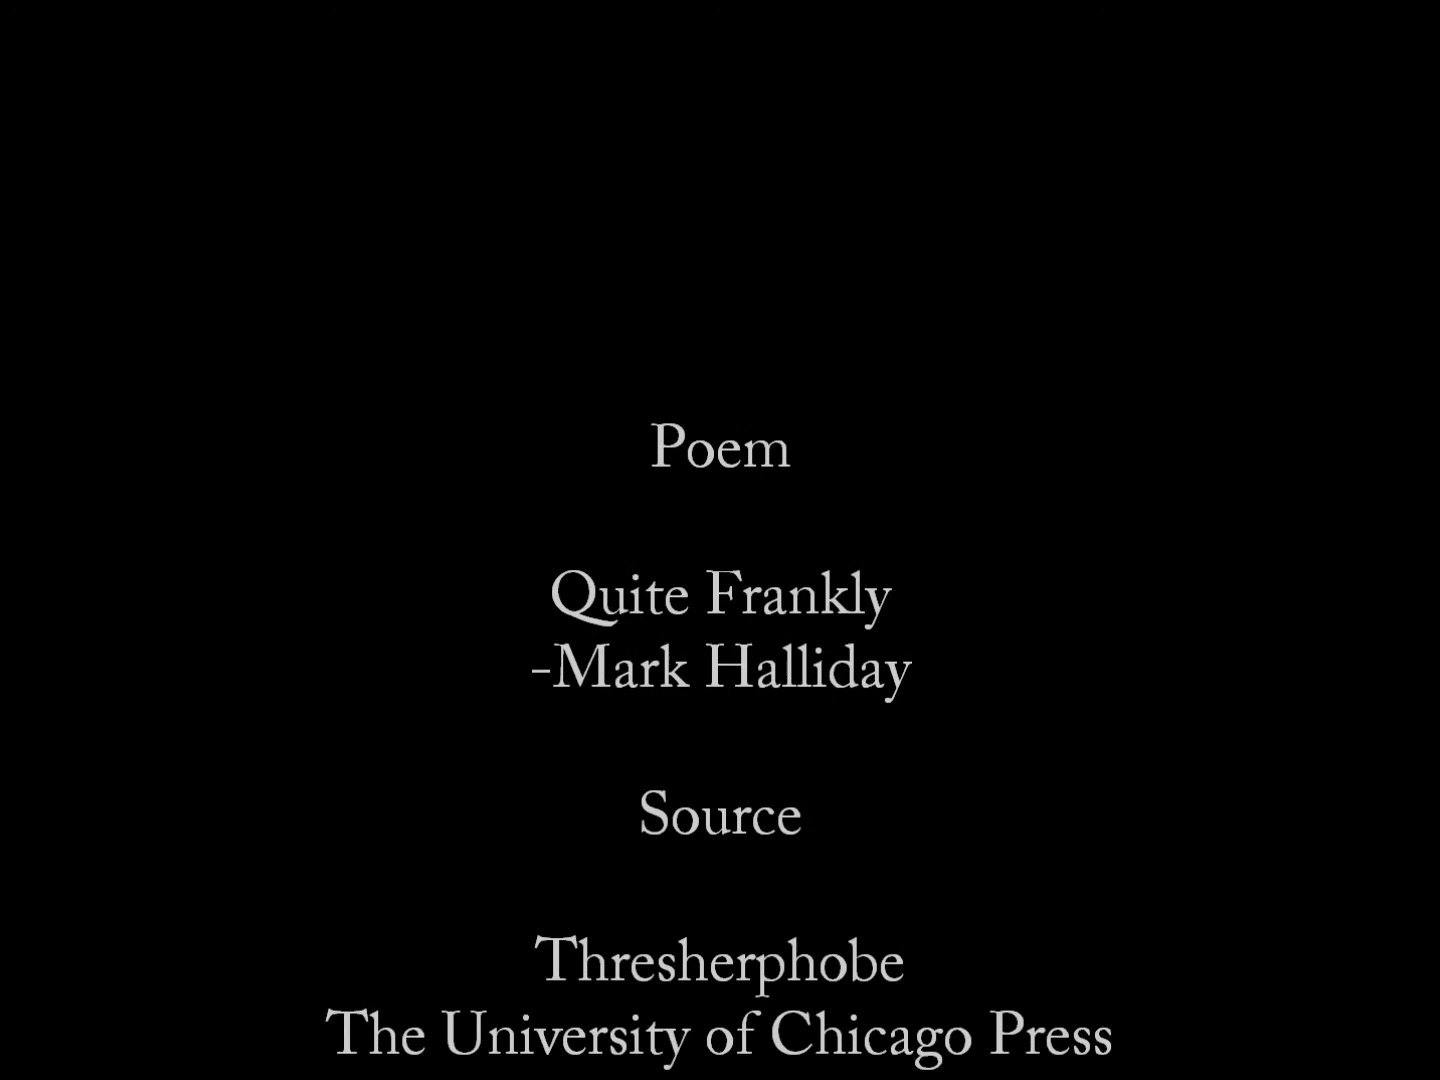 Poem
Quite Frankly
-Mark Halliday
Source
Thresherphobe
The University of Chicago Press